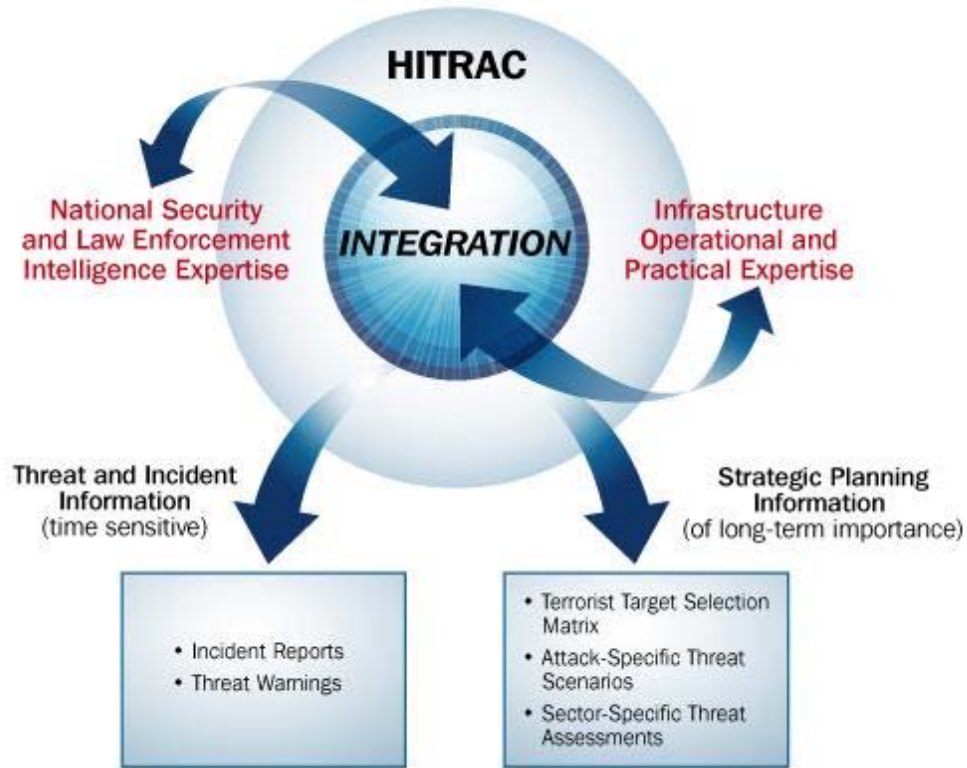 HITRAC
National Security
and Law Enforcement
Intelligence Expertise
INTEGRATION
Infrastructure
Operational and
Practical Expertise
Threat and Incident
Information
(time sensitive)
Strategic Planning
Information
(of long-term importance)
• Incident Reports
• Threat Warnings
• Terrorist Target Selection
Matrix
• Attack-Specific Threat
Scenarios
• Sector-Specific Threat
Assessments